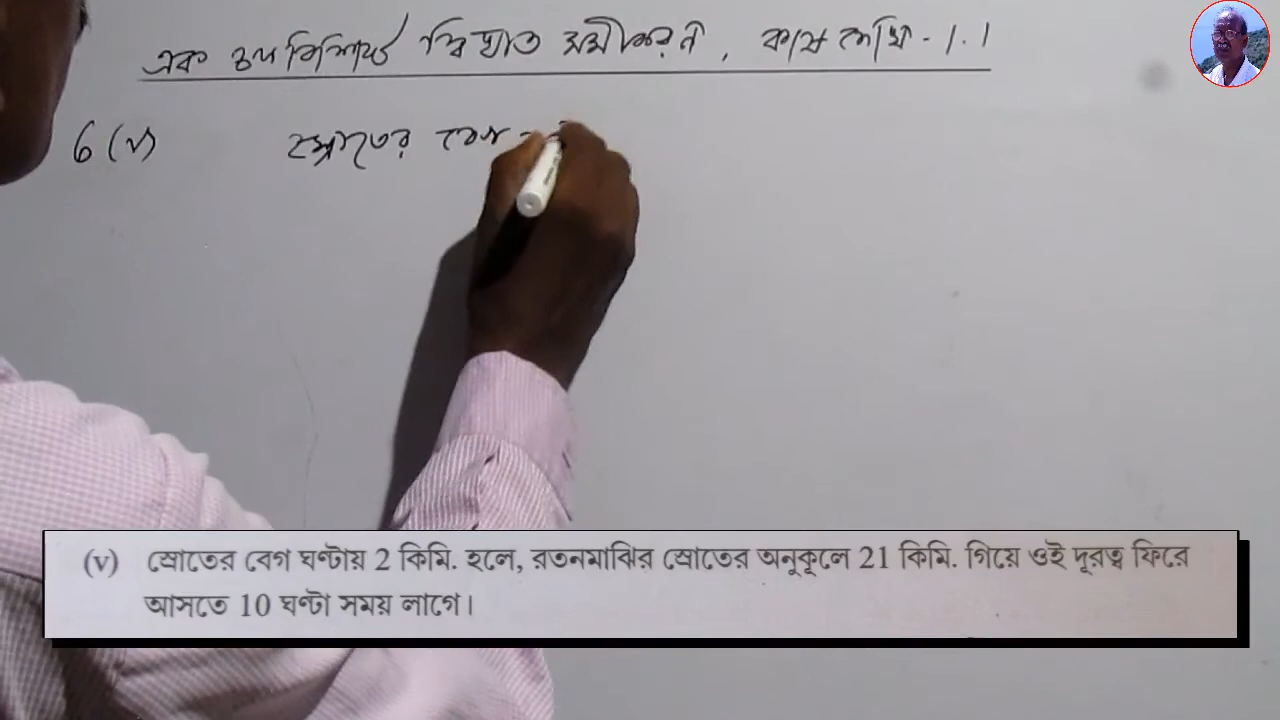 এক চল বিশিষ্ট দ্বিঘাত সমীকরণ, কষে দেখি - 1.1
6 (v) স্রোতের বেগ
(v) স্রোতের বেগ ঘণ্টায় 2 কিমি. হলে, রতনমাঝির স্রোতের অনুকূলে 21 কিমি. গিয়ে ওই দূরত্ব ফিরে
আসতে 10 ঘণ্টা সময় লাগে।